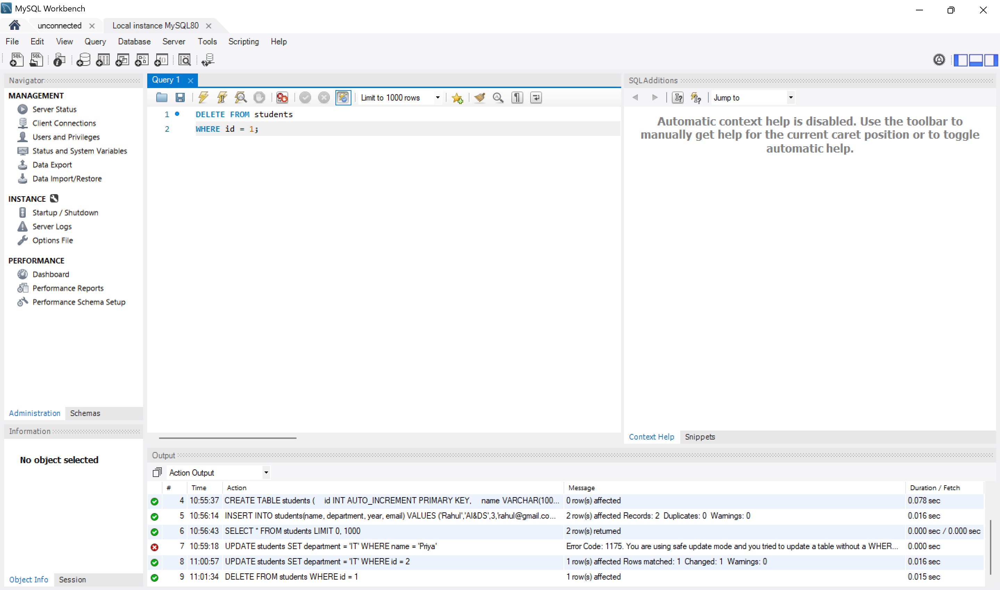 MySQL Workbench
unconnected
Local instance MySQL80
File Edit View Query Database Server Tools Scripting Help
Navigator
MANAGEMENT
Server Status
Client Connections
Users and Privileges
Status and System Variables
Data Export
Data Import/Restore
INSTANCE
Startup / Shutdown
Server Logs
Options File
PERFORMANCE
Dashboard
Performance Reports
Performance Schema Setup
Administration Schemas
Information
No object selected
Object Info Session
Query 1
Limit to 1000 rows
1 DELETE FROM students
2 WHERE id = 1;
SQLAdditions
Jump to
Automatic context help is disabled. Use the toolbar to
manually get help for the current caret position or to toggle
automatic help.
Context Help Snippets
Output
Action Output
# Time Action Message Duration / Fetch
4 10:55:37 CREATE TABLE students ( id INT AUTO_INCREMENT PRIMARY KEY, name VARCHAR(100... 0 row(s) affected 0.078 sec
5 10:56:14 INSERT INTO students(name, department, year, email) VALUES ('Rahul','AI&DS',3,'rahul@gmail.co... 2 row(s) affected Records: 2 Duplicates: 0 Warnings: 0 0.016 sec
6 10:56:43 SELECT * FROM students LIMIT 0, 1000 2 row(s) returned 0.000 sec / 0.000 sec
7 10:59:18 UPDATE students SET department = 'IT' WHERE name = 'Priya' Error Code: 1175. You are using safe update mode and you tried to update a table without a WHER... 0.000 sec
8 11:00:57 UPDATE students SET department = 'IT' WHERE id = 2 1 row(s) affected Rows matched: 1 Changed: 1 Warnings: 0 0.016 sec
9 11:01:34 DELETE FROM students WHERE id = 1 1 row(s) affected 0.015 sec